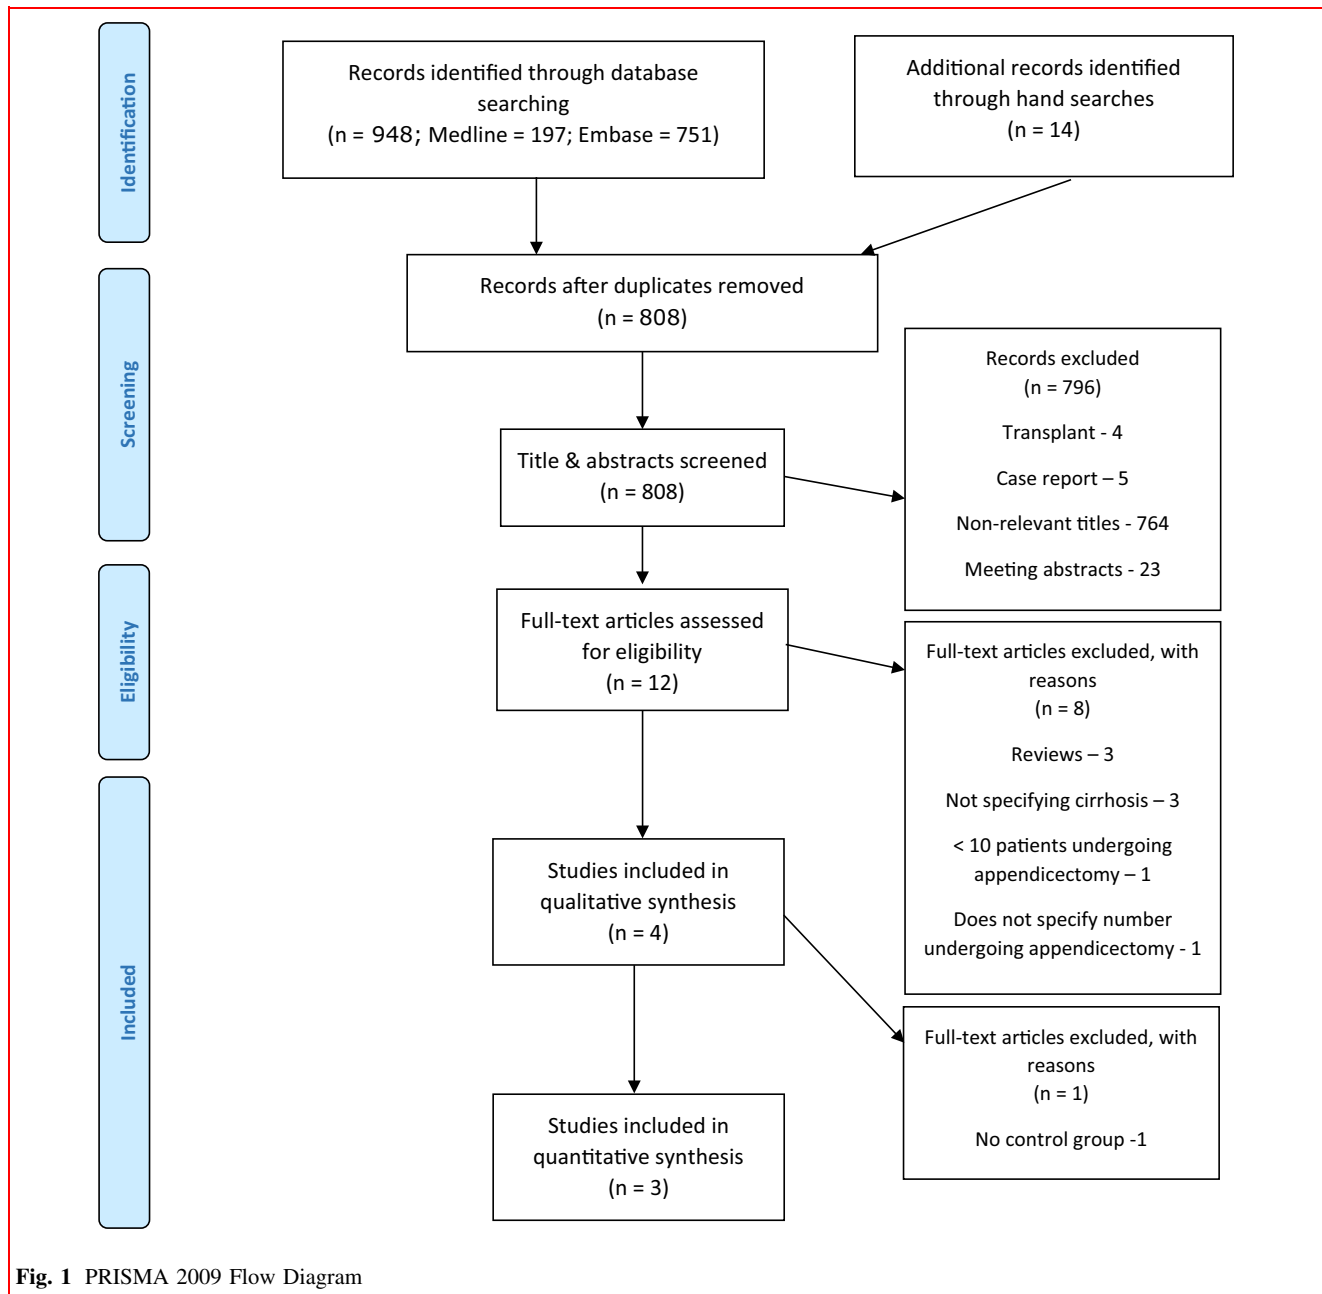 Identification
Records identified through database
searching
(n = 948; Medline = 197; Embase = 751)
Additional records identified
through hand searches
(n = 14)
Screening
Records after duplicates removed
(n = 808)
Title & abstracts screened
(n = 808)
Records excluded
(n = 796)
Transplant - 4
Case report – 5
Non-relevant titles - 764
Meeting abstracts - 23
Eligibility
Full-text articles assessed
for eligibility
(n = 12)
Full-text articles excluded, with
reasons
(n = 8)
Reviews – 3
Not specifying cirrhosis – 3
< 10 patients undergoing
appendicectomy – 1
Does not specify number
undergoing appendicectomy - 1
Included
Studies included in
qualitative synthesis
(n = 4)
Full-text articles excluded, with
reasons
(n = 1)
No control group -1
Studies included in
quantitative synthesis
(n = 3)
Fig. 1 PRISMA 2009 Flow Diagram